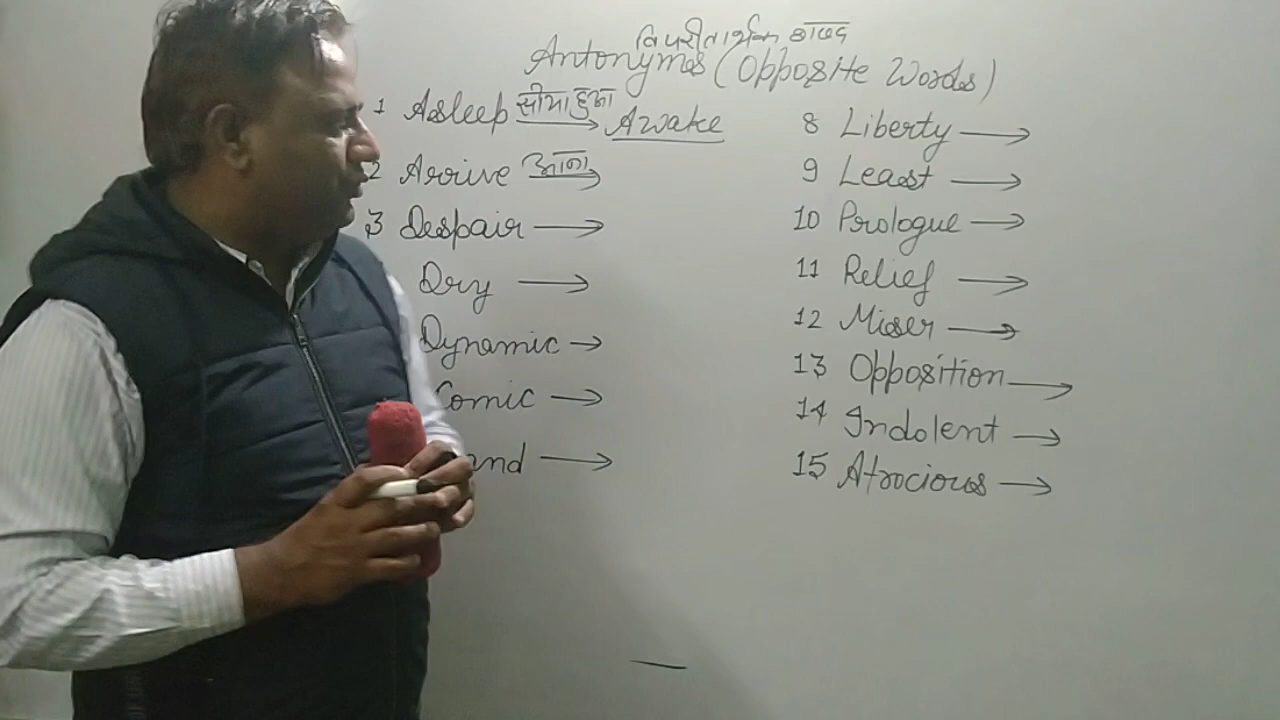 विपरीतार्थक शब्द
Antonyms (Opposite Words)
1 Asleep सोया हुआ → Awake
2 Arrive आना →
3 Despair →
Dry →
Dynamic →
Comic →
8 Liberty →
9 Least →
10 Prologue →
11 Relief →
12 Miser →
13 Opposition →
14 Indolent →
15 Atrocious →